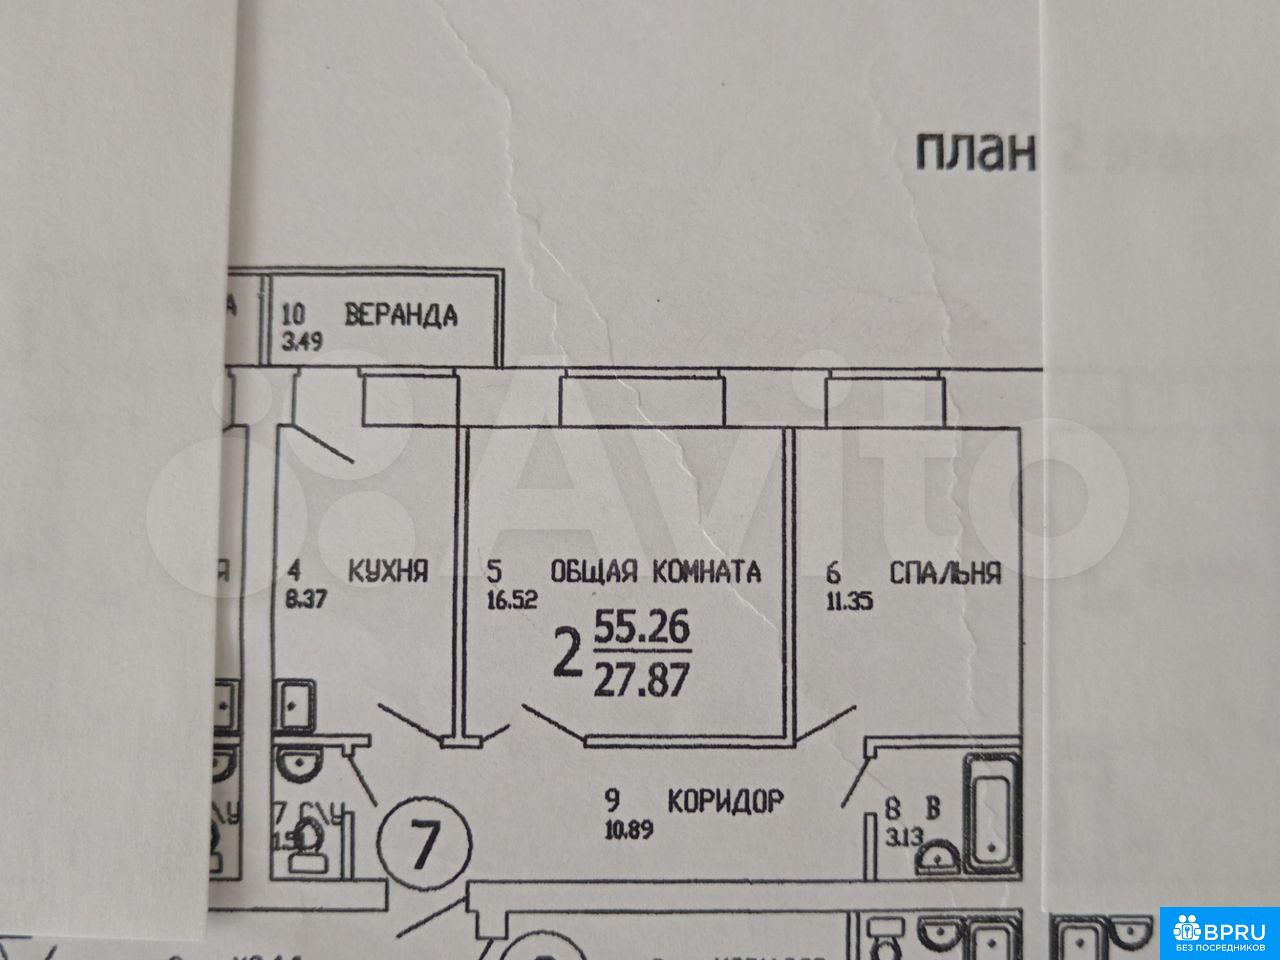 план
А
10 ВЕРАНДА
3.49
Я
4 КУХНЯ
8.37
5 ОБЩАЯ КОМНАТА
16.52
2 55.26
27.87
6 СПАЛЬНЯ
11.35
7 С/У
С/У
9 КОРИДОР
10.89
7
8 В
3.13
Avito
BPRU
БЕЗ ПОСРЕДНИКОВ